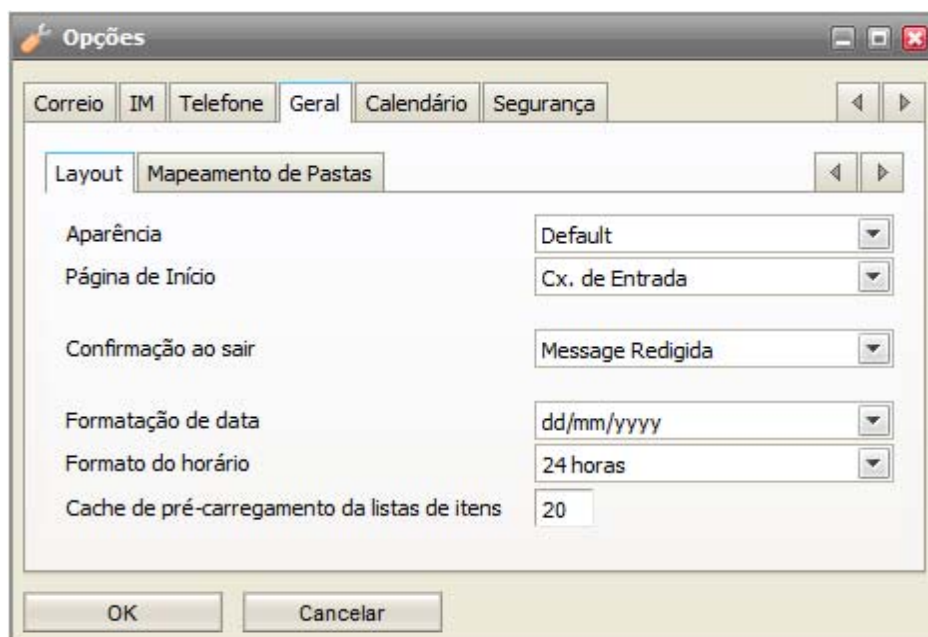 Opções
Correio IM Telefone Geral Calendário Segurança
Layout Mapeamento de Pastas
Aparência Default
Página de Início Cx. de Entrada
Confirmação ao sair Message Redigida
Formatação de data dd/mm/yyyy
Formato do horário 24 horas
Cache de pré-carregamento da listas de itens 20
OK Cancelar